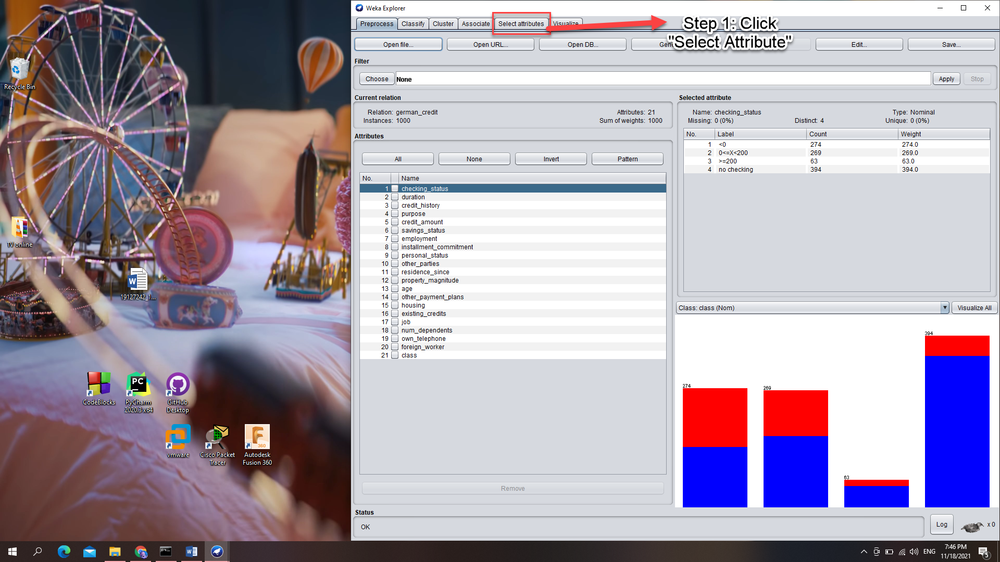 Weka Explorer
Preprocess Classify Cluster Associate Select attributes Visualize
Step 1: Click
"Select Attribute"
Open file... Open URL... Open DB... Edit... Save...
Filter
Choose None Apply Stop
Current relation
Relation: german_credit Attributes: 21
Instances: 1000 Sum of weights: 1000
Attributes
All None Invert Pattern
No. Name
1 checking_status
2 duration
3 credit_history
4 purpose
5 credit_amount
6 savings_status
7 employment
8 installment_commitment
9 personal_status
10 other_parties
11 residence_since
12 property_magnitude
13 age
14 other_payment_plans
15 housing
16 existing_credits
17 job
18 num_dependents
19 own_telephone
20 foreign_worker
21 class
Remove
Selected attribute
Name: checking_status Type: Nominal
Missing: 0 (0%) Distinct: 4 Unique: 0 (0%)
No. Label Count Weight
1 <0 274 274.0
2 0<=X<200 269 269.0
3 >=200 63 63.0
4 no checking 394 394.0
Class: class (Nom) Visualize All
274
269
63
394
Status
OK
Log x 0
Recycle Bin
TV online
19127242_1...
CodeBlocks
PyCharm
2020.3 x64
GitHub
Desktop
vmware
Cisco Packet
Tracer
Autodesk
Fusion 360
ENG
7:46 PM
11/18/2021
5